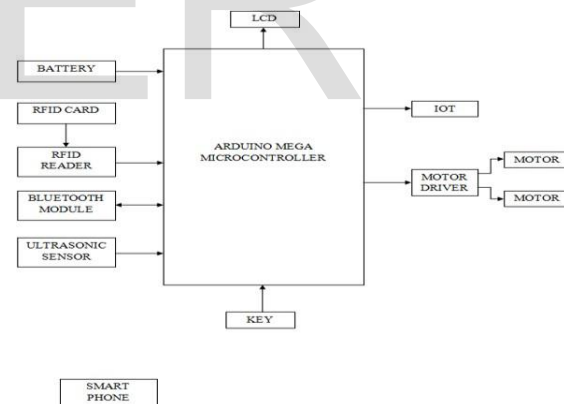 ER
LCD
BATTERY
RFID CARD
RFID
READER
BLUETOOTH
MODULE
ULTRASONIC
SENSOR
ARDUINO MEGA
MICROCONTROLLER
IOT
MOTOR
DRIVER
MOTOR
MOTOR
KEY
SMART
PHONE